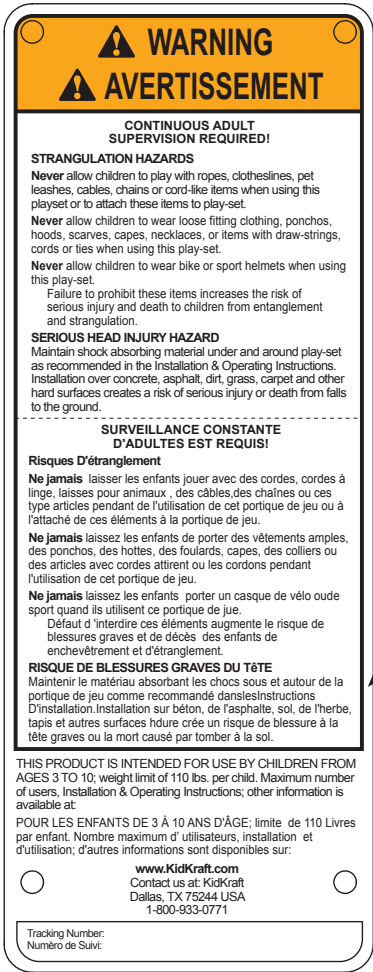 WARNING
AVERTISSEMENT
CONTINUOUS ADULT
SUPERVISION REQUIRED!
STRANGULATION HAZARDS
Never allow children to play with ropes, clotheslines, pet
leashes, cables, chains or cord-like items when using this
playset or to attach these items to play-set.
Never allow children to wear loose fitting clothing, ponchos,
hoods, scarves, capes, necklaces, or items with draw-strings,
cords or ties when using this play-set.
Never allow children to wear bike or sport helmets when using
this play-set.
Failure to prohibit these items increases the risk of
serious injury and death to children from entanglement
and strangulation.
SERIOUS HEAD INJURY HAZARD
Maintain shock absorbing material under and around play-set
as recommended in the Installation & Operating Instructions.
Installation over concrete, asphalt, dirt, grass, carpet and other
hard surfaces creates a risk of serious injury or death from falls
to the ground.
SURVEILLANCE CONSTANTE
D'ADULTES EST REQUIS!
Risques D'étranglement
Ne jamais laisser les enfants jouer avec des cordes, cordes à
linge, laisses pour animaux , des câbles,des chaînes ou ces
type articles pendant de l'utilisation de cet portique de jeu ou à
l'attaché de ces éléments à la portique de jeu.
Ne jamais laissez les enfants de porter des vêtements amples,
des ponchos, des hottes, des foulards, capes, des colliers ou
des articles avec cordes attirent ou les cordons pendant
l'utilisation de cet portique de jeu.
Ne jamais laissez les enfants porter un casque de vélo oude
sport quand ils utilisent ce portique de jue.
Défaut d 'interdire ces éléments augmente le risque de
blessures graves et de décès des enfants de
enchevêtrement et d'étranglement.
RISQUE DE BLESSURES GRAVES DU TêTE
Maintenir le matériau absorbant les chocs sous et autour de la
portique de jeu comme recommandé danslesInstructions
D'installation.Installation sur béton, de l'asphalte, sol, de l'herbe,
tapis et autres surfaces hdure crée un risque de blessure à la
tête graves ou la mort causé par tomber à la sol.
THIS PRODUCT IS INTENDED FOR USE BY CHILDREN FROM
AGES 3 TO 10; weight limit of 110 lbs. per child. Maximum number
of users, Installation & Operating Instructions; other information is
available at:
POUR LES ENFANTS DE 3 À 10 ANS D'ÂGE; limite de 110 Livres
par enfant. Nombre maximum d' utilisateurs, installation et
d'utilisation; d'autres informations sont disponibles sur:
www.KidKraft.com
Contact us at: KidKraft
Dallas, TX 75244 USA
1-800-933-0771
Tracking Number:
Numèro de Suivi: